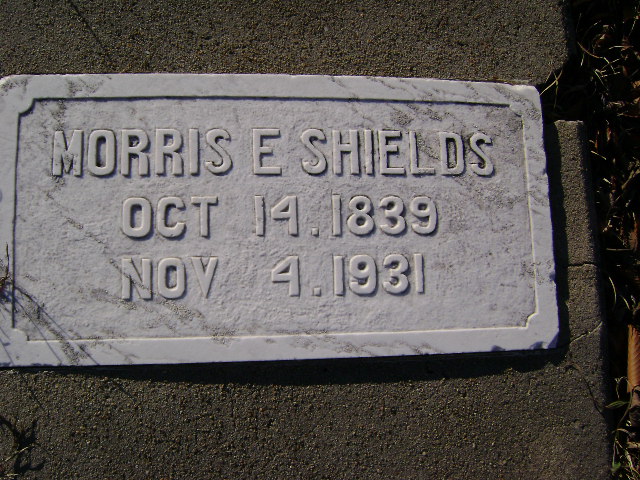 MORRIS E SHIELDS
OCT 14. 1839
NOV 4. 1931